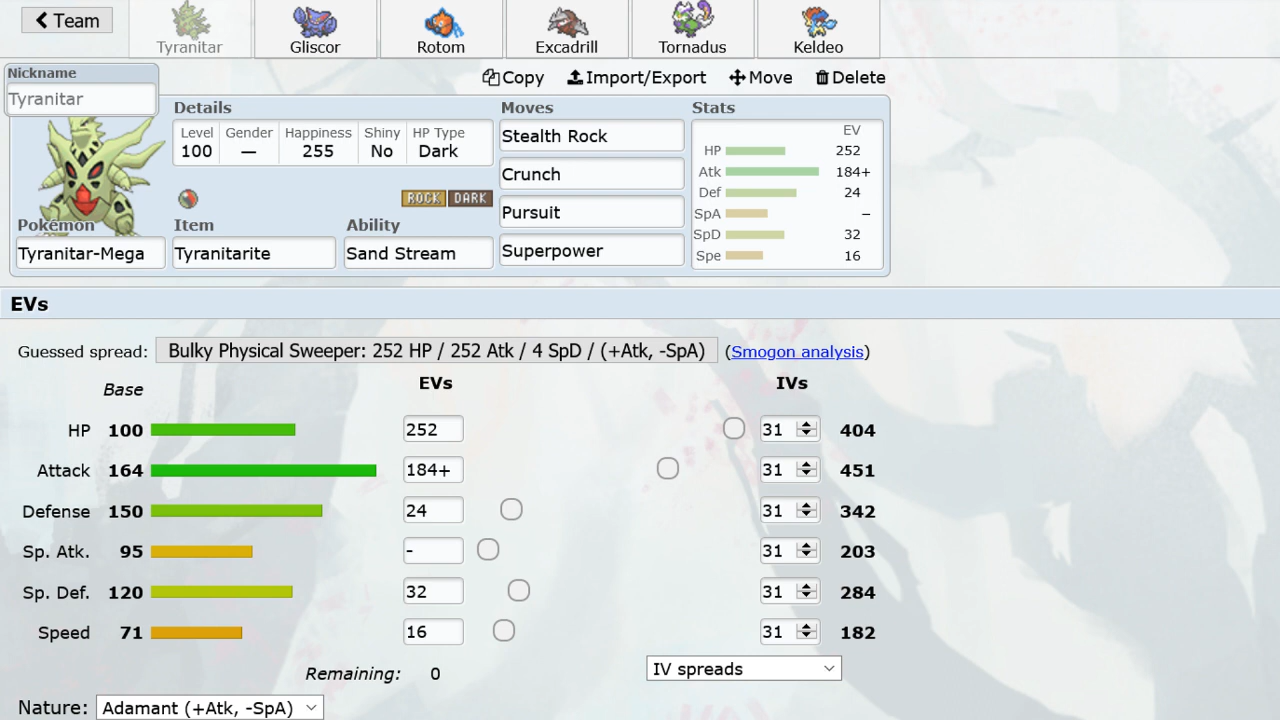 Team
Tyranitar
Gliscor
Rotom
Excadrill
Tornadus
Keldeo
Copy
Import/Export
Move
Delete
Nickname
Tyranitar
Details
Level
100
Gender
—
Happiness
255
Shiny
No
HP Type
Dark
ROCK DARK
Pokémon
Tyranitar-Mega
Item
Tyranitarite
Ability
Sand Stream
Moves
Stealth Rock
Crunch
Pursuit
Superpower
Stats
EV
HP 252
Atk 184+
Def 24
SpA –
SpD 32
Spe 16
EVs
Guessed spread: Bulky Physical Sweeper: 252 HP / 252 Atk / 4 SpD / (+Atk, -SpA) (Smogon analysis)
Base EVs IVs
HP 100 252 31 404
Attack 164 184+ 31 451
Defense 150 24 31 342
Sp. Atk. 95 - 31 203
Sp. Def. 120 32 31 284
Speed 71 16 31 182
Remaining: 0 IV spreads
Nature: Adamant (+Atk, -SpA)